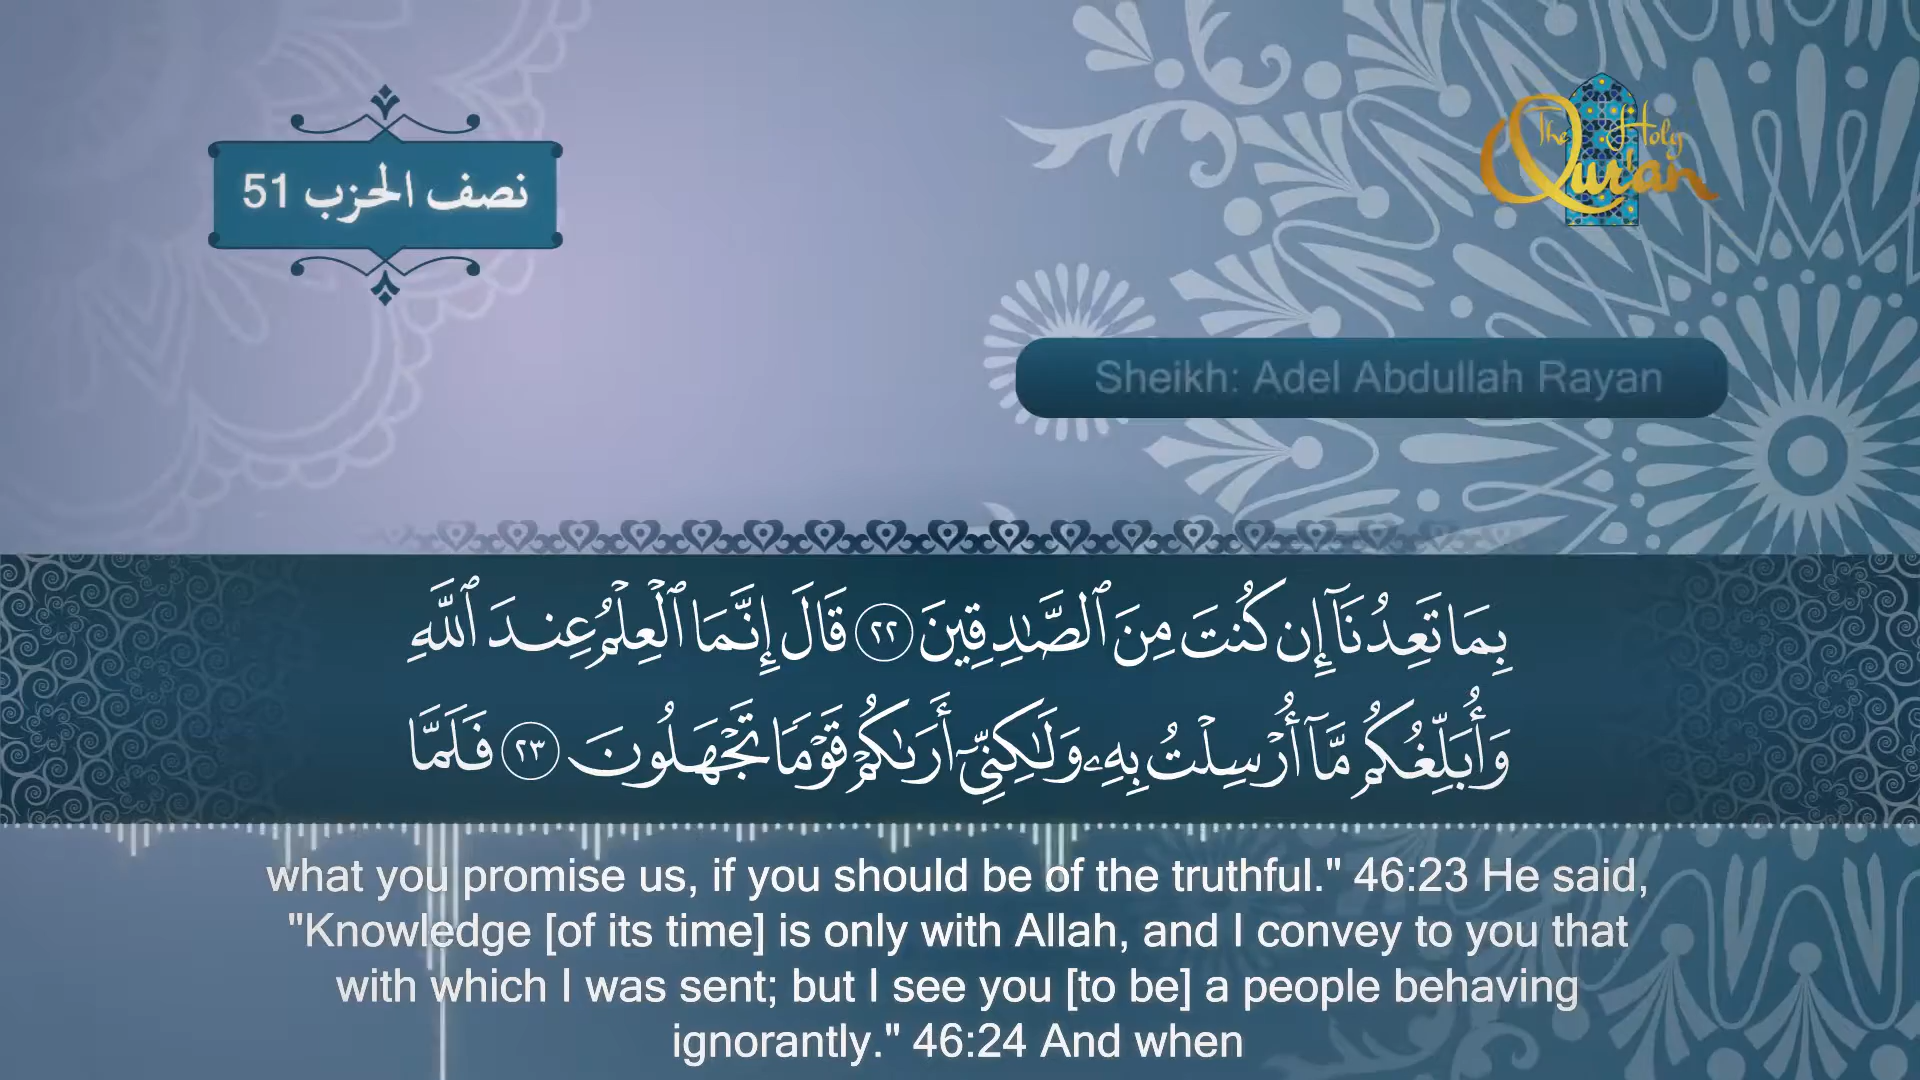 نصف الحزب 51
The Holy
Qur'an
Sheikh: Adel Abdullah Rayan
بِمَا تَعِدُنَآ إِن كُنتَ مِنَ ٱلصَّـٰدِقِينَ ٢٢ قَالَ إِنَّمَا ٱلْعِلْمُ عِندَ ٱللَّهِ
وَأُبَلِّغُكُم مَّآ أُرْسِلْتُ بِهِۦ وَلَـٰكِنِّىٓ أَرَىٰكُمْ قَوْمًا تَجْهَلُونَ ٢٣ فَلَمَّا
what you promise us, if you should be of the truthful." 46:23 He said,
"Knowledge [of its time] is only with Allah, and I convey to you that
with which I was sent; but I see you [to be] a people behaving
ignorantly." 46:24 And when